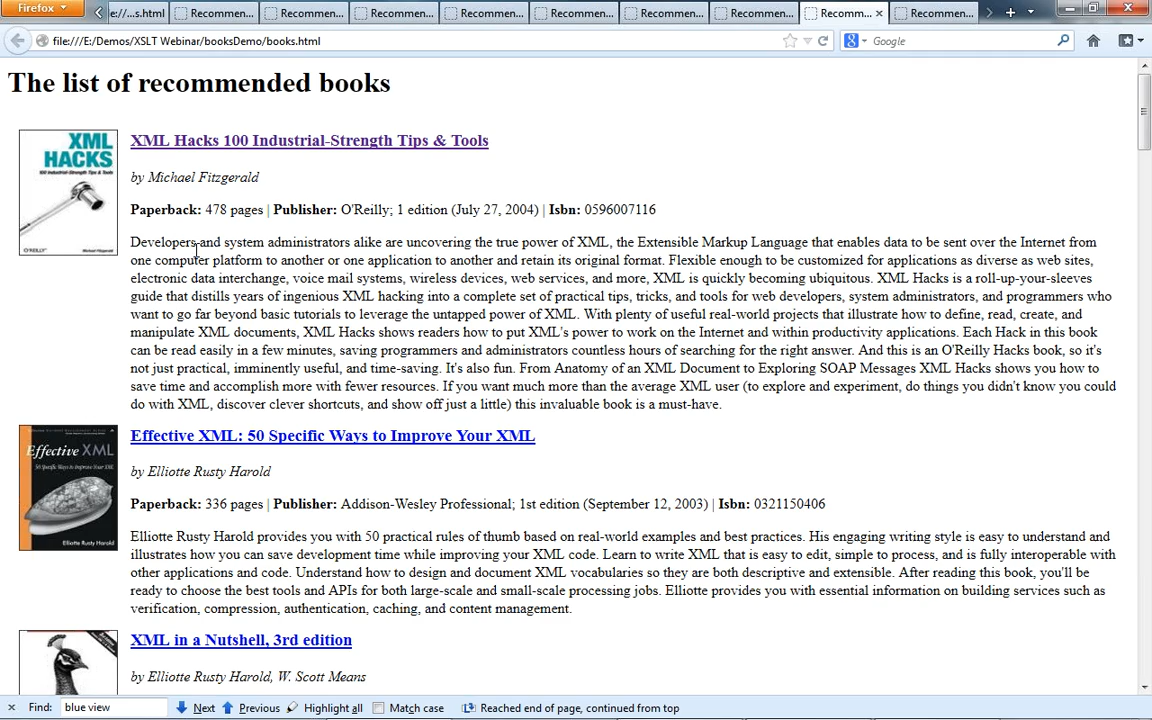 Firefox
e://...s.html
Recommen...
Recommen...
Recommen...
Recommen...
Recommen...
Recommen...
Recommen...
Recomm...
Recommen...
file:///E:/Demos/XSLT Webinar/booksDemo/books.html
Google
The list of recommended books
XML HACKS
100 Industrial-Strength Tips & Tools
O'REILLY
Michael Fitzgerald
XML Hacks 100 Industrial-Strength Tips & Tools
by Michael Fitzgerald
Paperback: 478 pages | Publisher: O'Reilly; 1 edition (July 27, 2004) | Isbn: 0596007116
Developers and system administrators alike are uncovering the true power of XML, the Extensible Markup Language that enables data to be sent over the Internet from
one computer platform to another or one application to another and retain its original format. Flexible enough to be customized for applications as diverse as web sites,
electronic data interchange, voice mail systems, wireless devices, web services, and more, XML is quickly becoming ubiquitous. XML Hacks is a roll-up-your-sleeves
guide that distills years of ingenious XML hacking into a complete set of practical tips, tricks, and tools for web developers, system administrators, and programmers who
want to go far beyond basic tutorials to leverage the untapped power of XML. With plenty of useful real-world projects that illustrate how to define, read, create, and
manipulate XML documents, XML Hacks shows readers how to put XML's power to work on the Internet and within productivity applications. Each Hack in this book
can be read easily in a few minutes, saving programmers and administrators countless hours of searching for the right answer. And this is an O'Reilly Hacks book, so it's
not just practical, imminently useful, and time-saving. It's also fun. From Anatomy of an XML Document to Exploring SOAP Messages XML Hacks shows you how to
save time and accomplish more with fewer resources. If you want much more than the average XML user (to explore and experiment, do things you didn't know you could
do with XML, discover clever shortcuts, and show off just a little) this invaluable book is a must-have.
Effective XML
50 Specific Ways to Improve Your XML
Elliotte Rusty Harold
Effective XML: 50 Specific Ways to Improve Your XML
by Elliotte Rusty Harold
Paperback: 336 pages | Publisher: Addison-Wesley Professional; 1st edition (September 12, 2003) | Isbn: 0321150406
Elliotte Rusty Harold provides you with 50 practical rules of thumb based on real-world examples and best practices. His engaging writing style is easy to understand and
illustrates how you can save development time while improving your XML code. Learn to write XML that is easy to edit, simple to process, and is fully interoperable with
other applications and code. Understand how to design and document XML vocabularies so they are both descriptive and extensible. After reading this book, you'll be
ready to choose the best tools and APIs for both large-scale and small-scale processing jobs. Elliotte provides you with essential information on building services such as
verification, compression, authentication, caching, and content management.
XML in a Nutshell, 3rd edition
by Elliotte Rusty Harold, W. Scott Means
Find: blue view Next Previous Highlight all Match case Reached end of page, continued from top